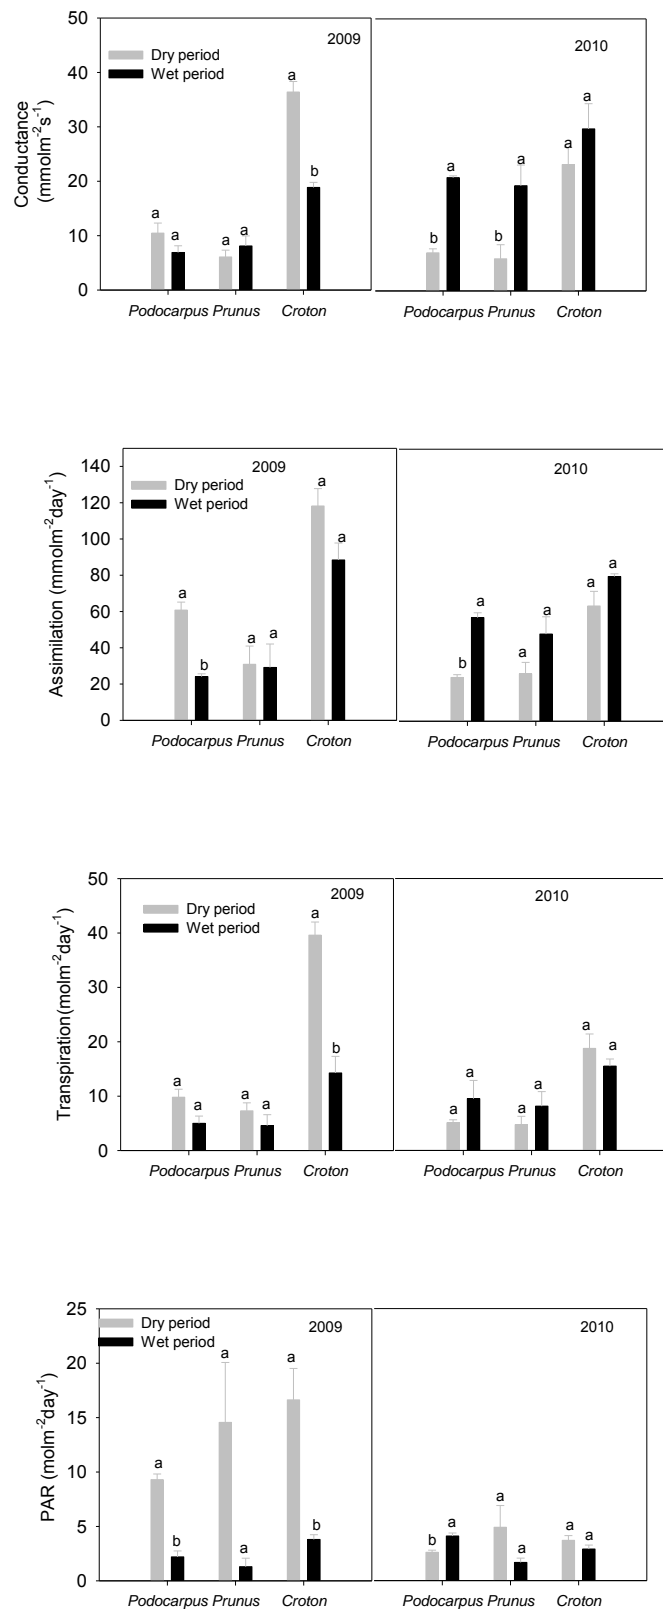 50
40
30
20
10
0
Conductance
(mmolm⁻²s⁻¹)
2009
Dry period
Wet period
a
a
a
a
a
b
2010
b
a
b
a
a
a
Podocarpus Prunus Croton
Podocarpus Prunus Croton
140
120
100
80
60
40
20
0
Assimilation (mmolm⁻²day⁻¹)
2009
Dry period
Wet period
a
b
a
a
a
a
2010
b
a
a
a
a
a
Podocarpus Prunus Croton
Podocarpus Prunus Croton
50
40
30
20
10
0
Transpiration(molm⁻²day⁻¹)
2009
Dry period
Wet period
a
a
a
a
a
b
2010
a
a
a
a
a
a
Podocarpus Prunus Croton
Podocarpus Prunus Croton
25
20
15
10
5
0
PAR (molm⁻²day⁻¹)
Dry period
Wet period
2009
a
b
a
a
a
b
2010
b
a
a
a
a
a
Podocarpus Prunus Croton
Podocarpus Prunus Croton